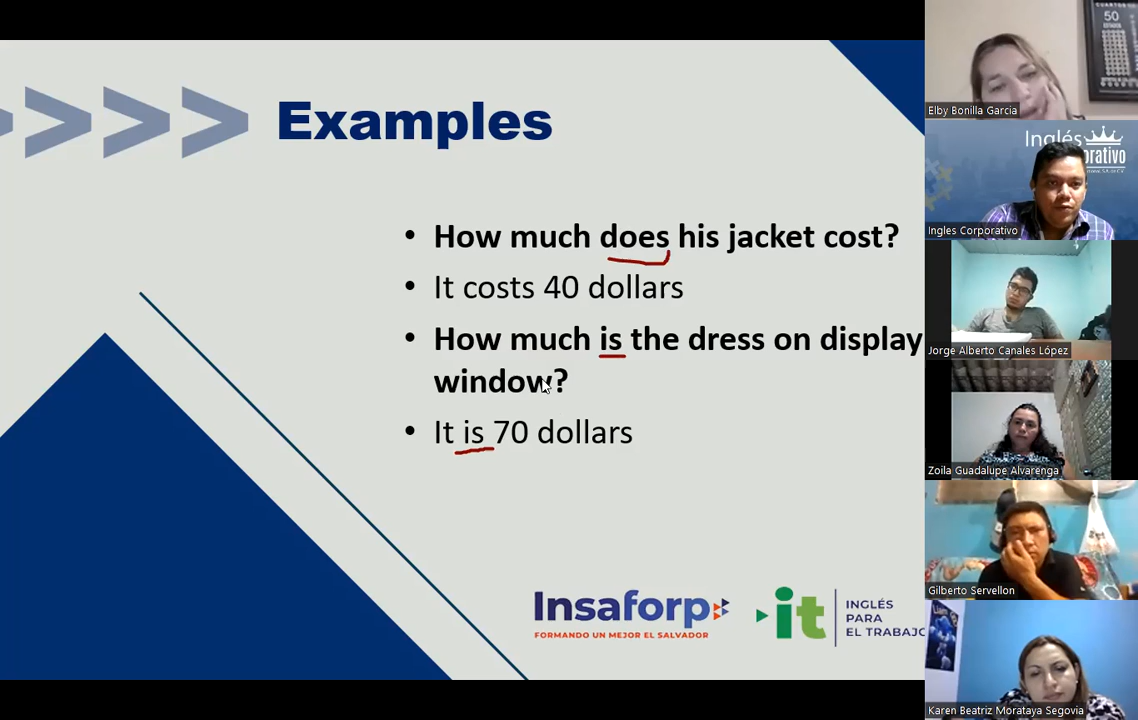 Examples
• How much does his jacket cost?
• It costs 40 dollars
• How much is the dress on display
window?
• It is 70 dollars
Insaforp
FORMANDO UN MEJOR EL SALVADOR
it
INGLÉS
PARA
EL TRABAJO
50
Elby Bonilla Garcia
Inglés
orativo
Ingles Corporativo
Jorge Alberto Canales López
Zoila Guadalupe Alvarenga
Gilberto Servellon
Karen Beatriz Morataya Segovia